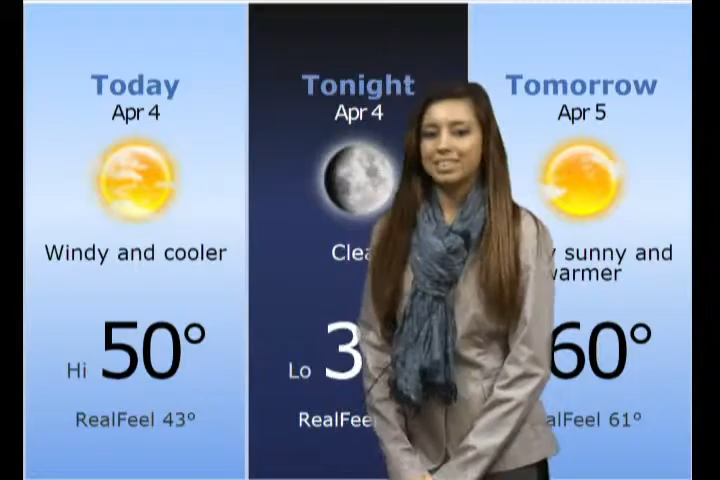 Today
Apr 4
Windy and cooler
Hi 50°
RealFeel 43°
Tonight
Apr 4
Lo 3
Tomorrow
Apr 5
sunny and
warmer
60°
61°